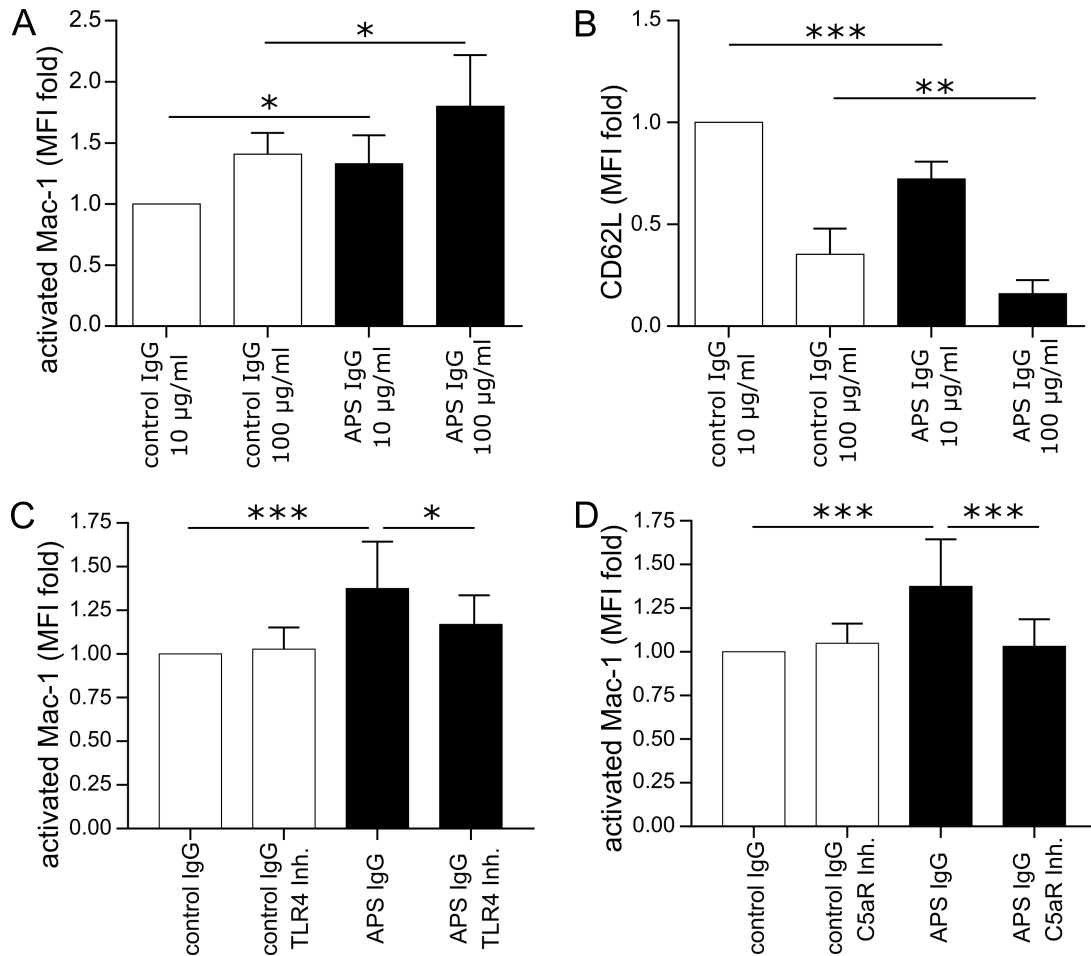 A
activated Mac-1 (MFI fold)
2.5
2.0
1.5
1.0
0.5
0.0
*
*
control IgG
10 µg/ml
control IgG
100 µg/ml
APS IgG
10 µg/ml
APS IgG
100 µg/ml
B
CD62L (MFI fold)
1.5
1.0
0.5
0.0
***
**
control IgG
10 µg/ml
control IgG
100 µg/ml
APS IgG
10 µg/ml
APS IgG
100 µg/ml
C
activated Mac-1 (MFI fold)
1.75
1.50
1.25
1.00
0.75
0.50
0.25
0.00
***
*
control IgG
control IgG
TLR4 Inh.
APS IgG
APS IgG
TLR4 Inh.
D
activated Mac-1 (MFI fold)
1.75
1.50
1.25
1.00
0.75
0.50
0.25
0.00
***
***
control IgG
control IgG
C5aR Inh.
APS IgG
APS IgG
C5aR Inh.